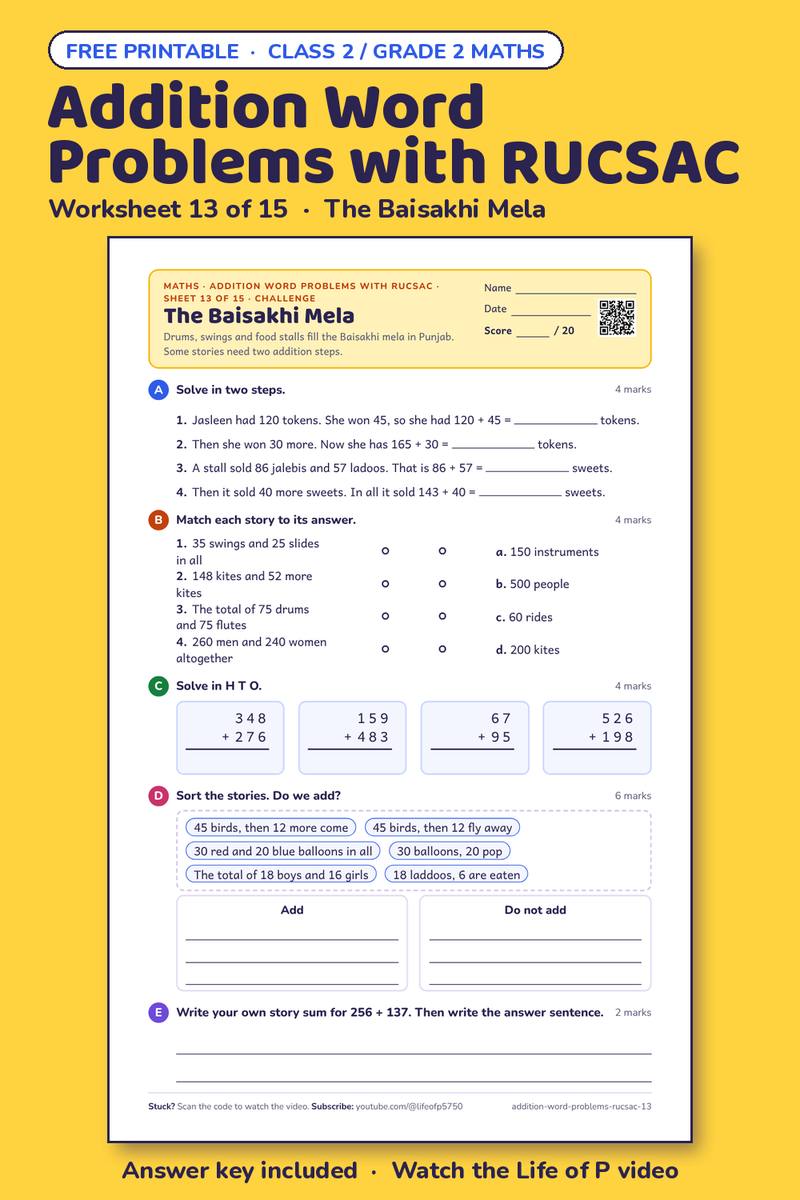 FREE PRINTABLE · CLASS 2 / GRADE 2 MATHS
Addition Word
Problems with RUCSAC
Worksheet 13 of 15 · The Baisakhi Mela
MATHS · ADDITION WORD PROBLEMS WITH RUCSAC ·
SHEET 13 OF 15 · CHALLENGE
The Baisakhi Mela
Drums, swings and food stalls fill the Baisakhi mela in Punjab.
Some stories need two addition steps.
Name ____
Date ____
Score ____ / 20
A Solve in two steps. 4 marks
1. Jasleen had 120 tokens. She won 45, so she had 120 + 45 = ____ tokens.
2. Then she won 30 more. Now she has 165 + 30 = ____ tokens.
3. A stall sold 86 jalebis and 57 ladoos. That is 86 + 57 = ____ sweets.
4. Then it sold 40 more sweets. In all it sold 143 + 40 = ____ sweets.
B Match each story to its answer. 4 marks
1. 35 swings and 25 slides
in all
a. 150 instruments
2. 148 kites and 52 more
kites
b. 500 people
3. The total of 75 drums
and 75 flutes
c. 60 rides
4. 260 men and 240 women
altogether
d. 200 kites
C Solve in H T O. 4 marks
348 159 67 526
+ 276 + 483 + 95 + 198
D Sort the stories. Do we add? 6 marks
45 birds, then 12 more come 45 birds, then 12 fly away
30 red and 20 blue balloons in all 30 balloons, 20 pop
The total of 18 boys and 16 girls 18 laddoos, 6 are eaten
Add Do not add
E Write your own story sum for 256 + 137. Then write the answer sentence. 2 marks
Stuck? Scan the code to watch the video. Subscribe: youtube.com/@lifeofp5750 addition-word-problems-rucsac-13
Answer key included · Watch the Life of P video